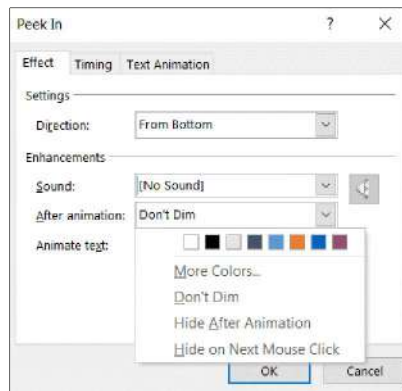 Peek In ? ×
Effect Timing Text Animation
Settings
Direction: From Bottom
Enhancements
Sound: [No Sound]
After animation: Don't Dim
Animate text:
More Colors...
Don't Dim
Hide After Animation
Hide on Next Mouse Click
OK Cancel